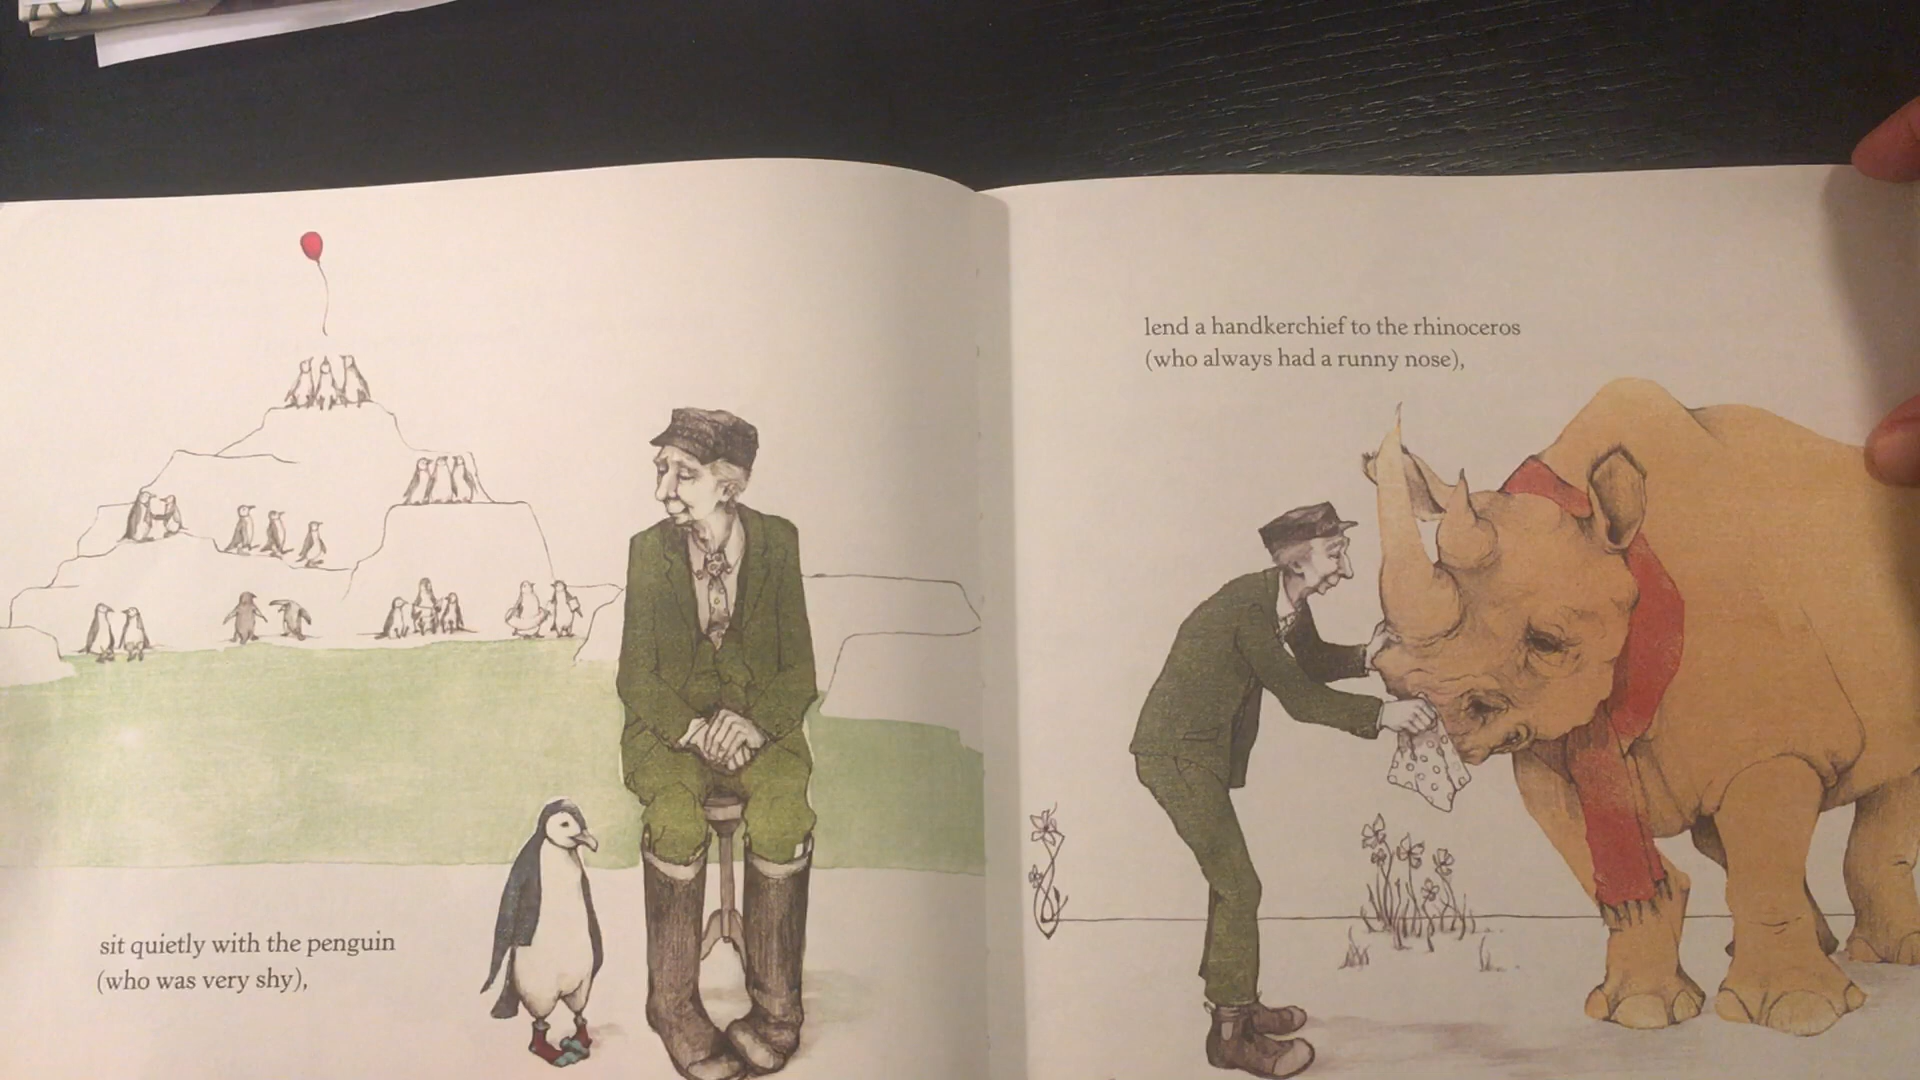 sit quietly with the penguin
(who was very shy),
lend a handkerchief to the rhinoceros
(who always had a runny nose),